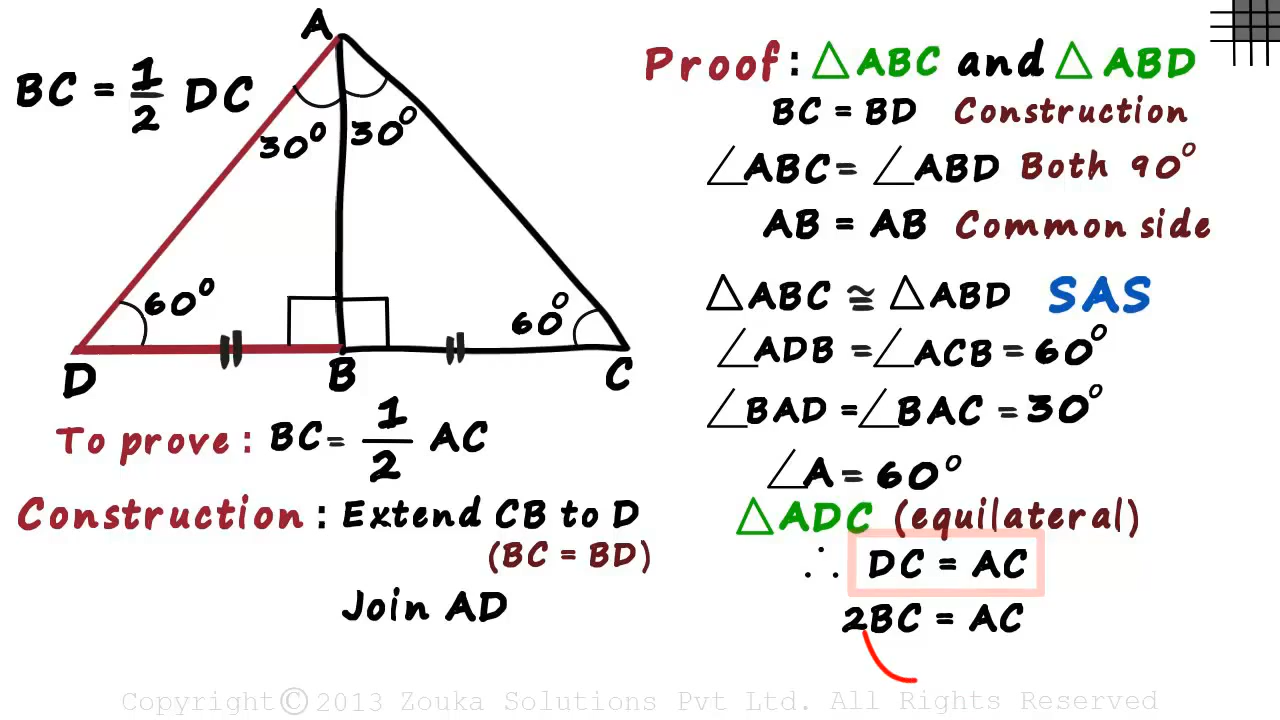 A
BC = 1/2 DC
30° 30°
60° 60°
D B C
To prove: BC = 1/2 AC
Construction: Extend CB to D
(BC = BD)
Join AD
Proof: △ABC and △ABD
BC = BD Construction
∠ABC = ∠ABD Both 90°
AB = AB Common side
△ABC ≅ △ABD SAS
∠ADB = ∠ACB = 60°
∠BAD = ∠BAC = 30°
∠A = 60°
△ADC (equilateral)
∴ DC = AC
2BC = AC
Copyright© 2013 Zouka Solutions Pvt Ltd. All Rights Reserved